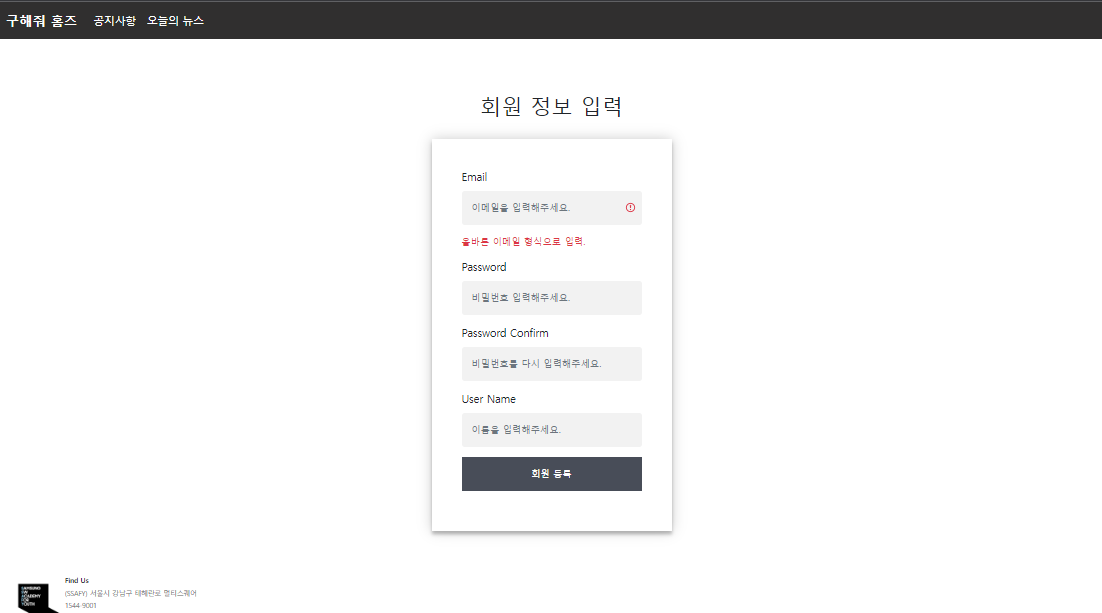 구해줘 홈즈 공지사항 오늘의 뉴스
회원 정보 입력
Email
이메일을 입력해주세요.
올바른 이메일 형식으로 입력.
Password
비밀번호 입력해주세요.
Password Confirm
비밀번호를 다시 입력해주세요.
User Name
이름을 입력해주세요.
회원 등록
Find Us
(SSAFY) 서울시 강남구 테헤란로 멀티스퀘어
1544-9001
SAMSUNG
SW
ACADEMY
FOR
YOUTH